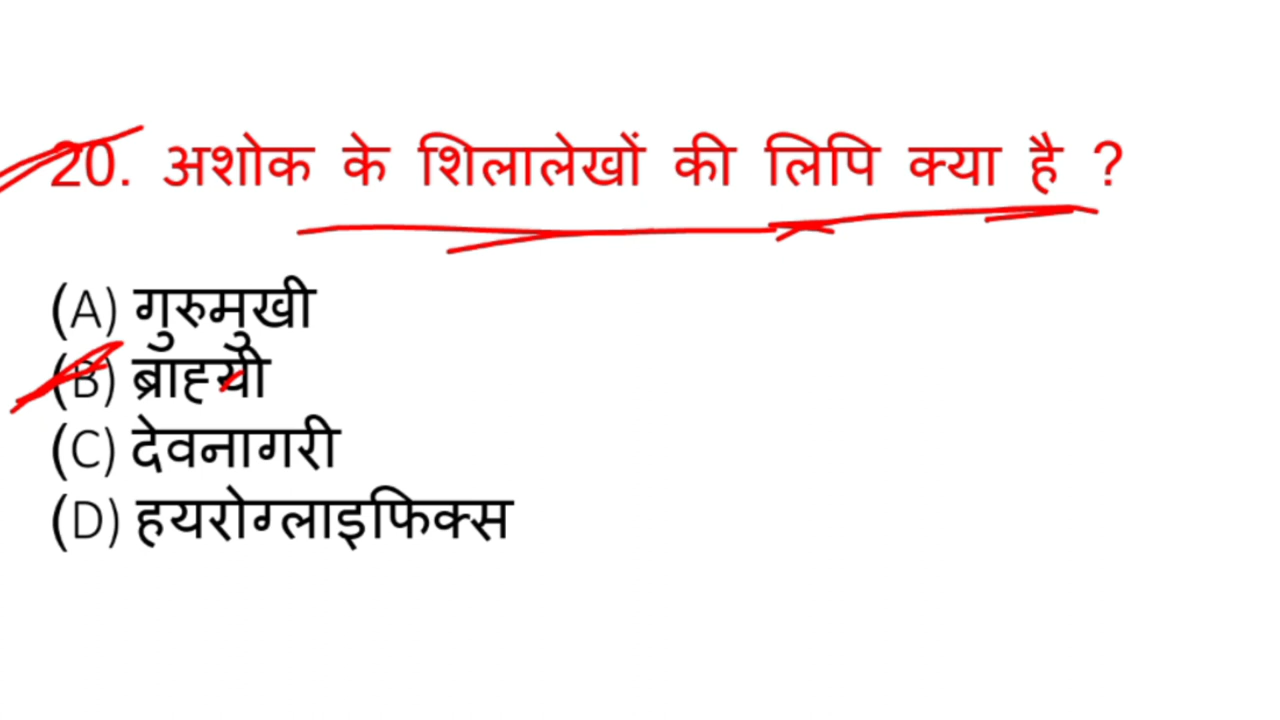 20. अशोक के शिलालेखों की लिपि क्या है ?
(A) गुरुमुखी
(B) ब्राह्यी
(C) देवनागरी
(D) हयरोग्लाइफिक्स